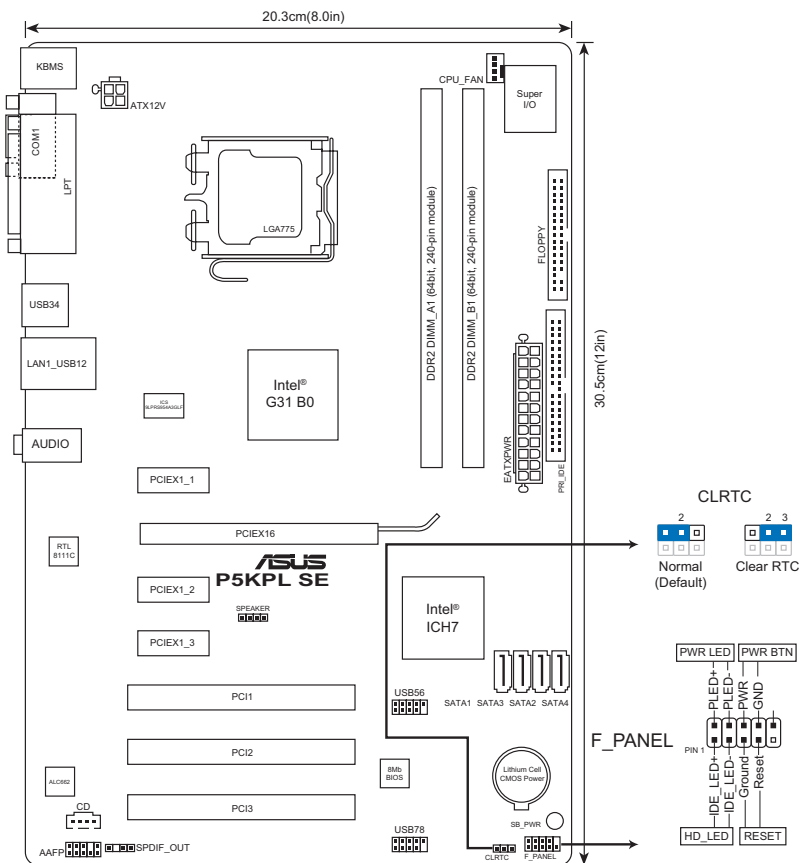 20.3cm(8.0in)
KBMS
ATX12V
CPU_FAN
Super
I/O
COM1
LPT
LGA775
DDR2 DIMM_A1 (64bit, 240-pin module)
DDR2 DIMM_B1 (64bit, 240-pin module)
FLOPPY
30.5cm(12in)
USB34
LAN1_USB12
Intel®
G31 B0
ICS
EATXPWR
PRI_IDE
AUDIO
PCIEX1_1
PCIEX16
RTL
8111C
ASUS
P5KPL SE
PCIEX1_2
SPEAKER
PCIEX1_3
Intel®
ICH7
CLRTC
2
2 3
Normal
(Default)
Clear RTC
PCI1
USB56
SATA1 SATA3 SATA2 SATA4
PWR LED
PWR BTN
PLED+
PLED-
PWR
GND
F_PANEL
PIN 1
IDE_LED+
IDE_LED-
Ground
Reset
HD_LED
RESET
PCI2
8Mb
BIOS
Lithium Cell
CMOS Power
ALC662
CD
PCI3
SB_PWR
AAFP
SPDIF_OUT
USB78
CLRTC
F_PANEL